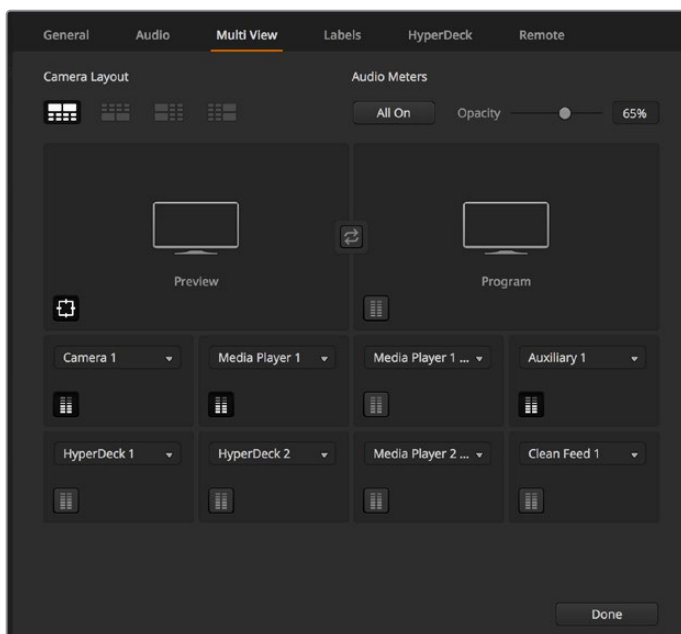 General Audio Multi View Labels HyperDeck Remote
Camera Layout Audio Meters
All On Opacity 65%
Preview Program
Camera 1 Media Player 1 Media Player 1 ... Auxiliary 1
HyperDeck 1 HyperDeck 2 Media Player 2 ... Clean Feed 1
Done